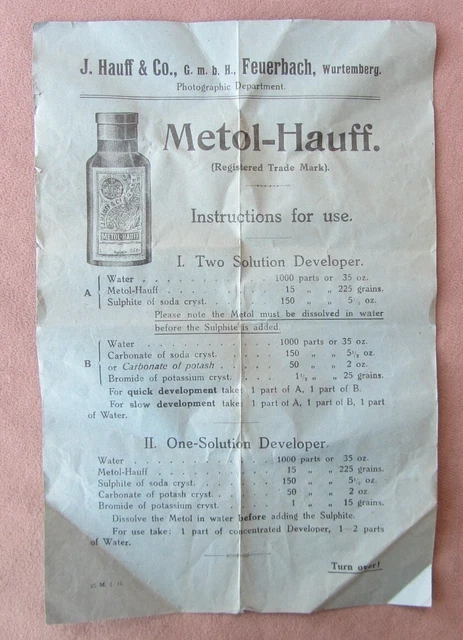 J. Hauff & Co., G. m. b. H., Feuerbach, Wurtemberg.
Photographic Department.
Metol-Hauff.
(Registered Trade Mark).
METOL-HAUFF
Instructions for use.
I. Two Solution Developer.
A
Water . . . . . . . . . . 1000 parts or 35 oz.
Metol-Hauff . . . . . . . 15 „ „ 225 grains.
Sulphite of soda cryst. . . . . . 150 „ „ 5¹/₂ oz.
Please note the Metol must be dissolved in water
before the Sulphite is added.
B
Water . . . . . . . . . . 1000 parts or 35 oz.
Carbonate of soda cryst. . . . . 150 „ „ 5¹/₂ oz.
or Carbonate of potash . . . . . 50 „ „ 2 oz.
Bromide of potassium cryst. . . . . 1¹/₂ „ „ 25 grains.
For quick development take: 1 part of A, 1 part of B.
For slow development take: 1 part of A, 1 part of B, 1 part
of Water.
II. One-Solution Developer.
Water . . . . . . . . . . 1000 parts or 35 oz.
Metol-Hauff . . . . . . . 15 „ „ 225 grains.
Sulphite of soda cryst. . . . . . 150 „ „ 5¹/₂ oz.
Carbonate of potash cryst. . . . . 50 „ „ 2 oz
Bromide of potassium cryst. . . . . 1 „ „ 15 grains.
Dissolve the Metol in water before adding the Sulphite.
For use take: 1 part of concentrated Developer, 1—2 parts
of Water.
Turn over!